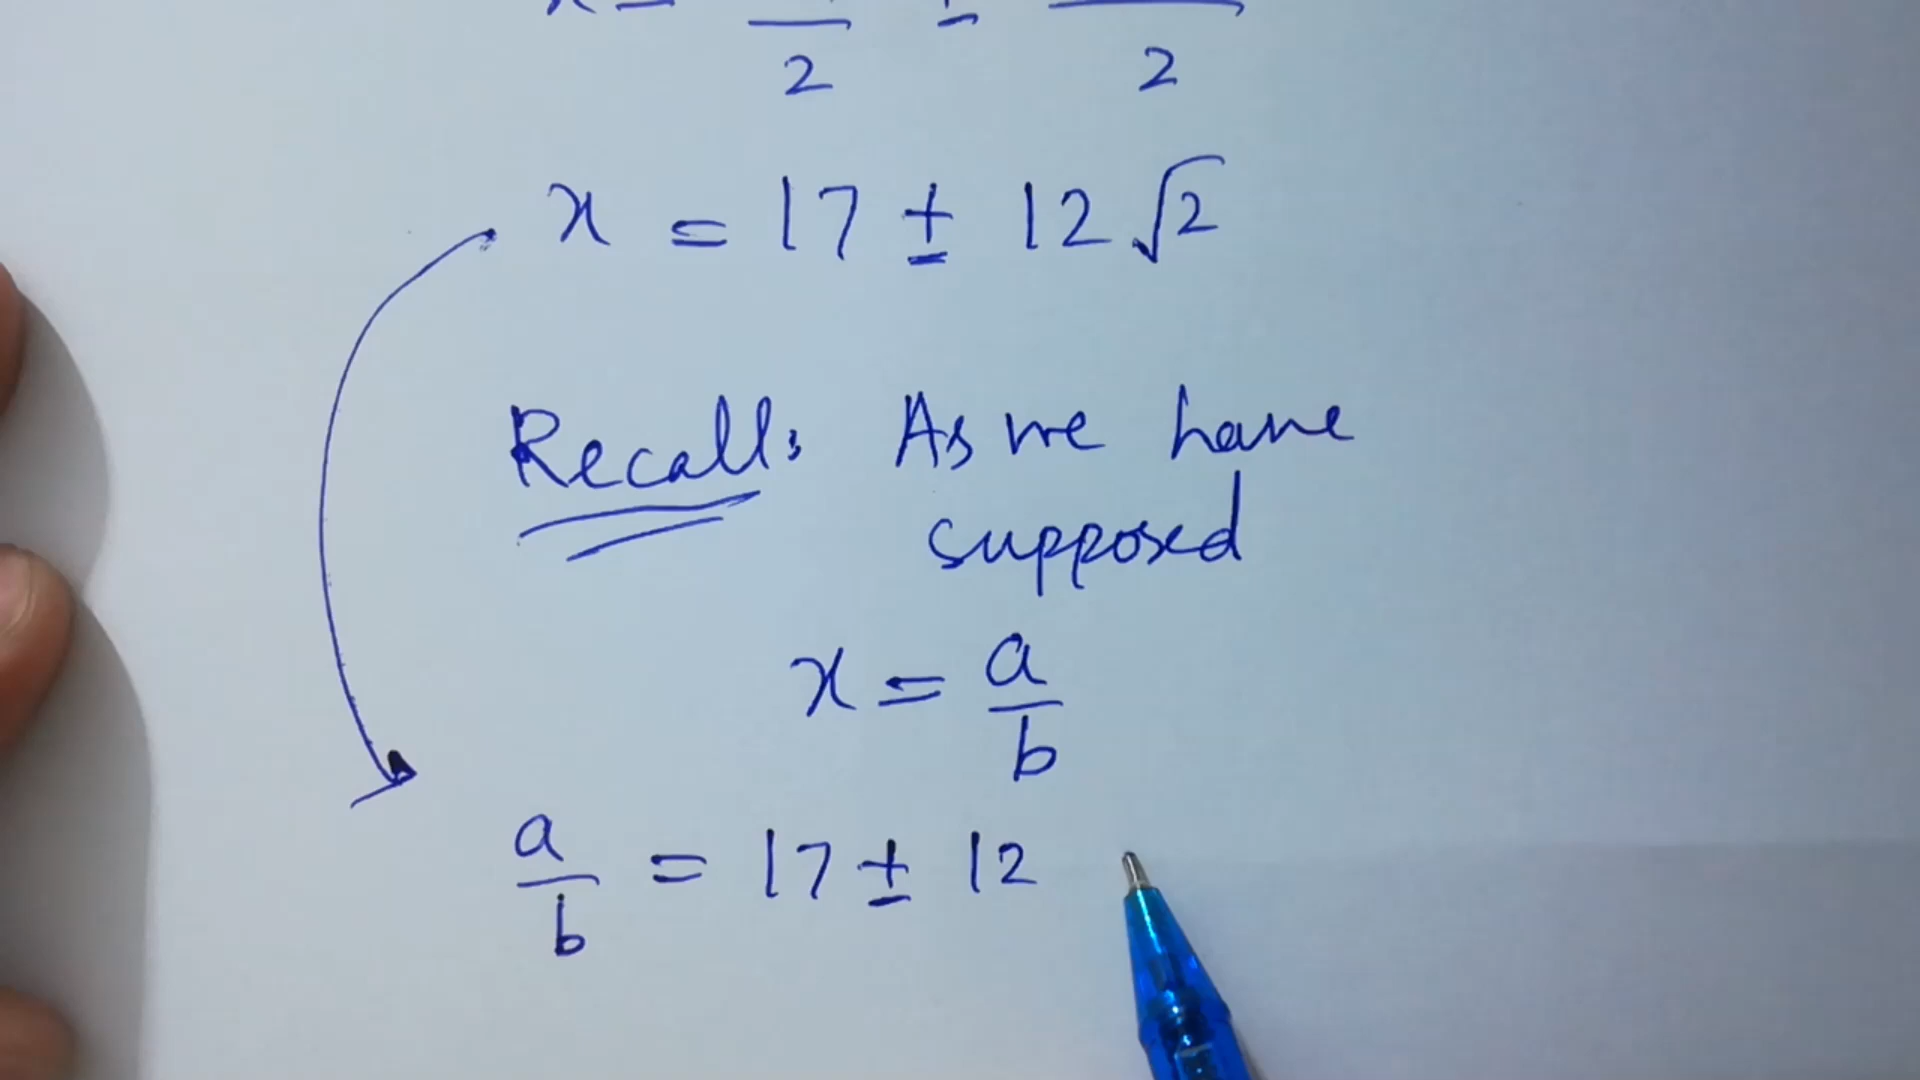 x = — ± —
2 2
x = 17 ± 12 √2
Recall: As we have
supposed
x = a/b
a/b = 17 ± 12